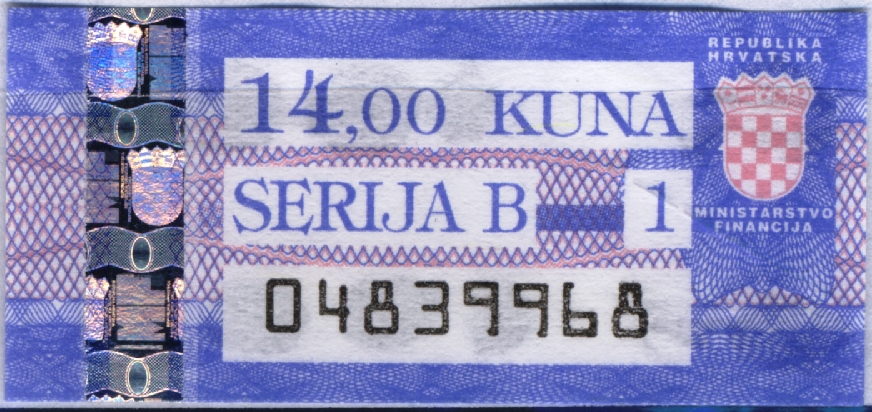 REPUBLIKA
HRVATSKA
14,00 KUNA
SERIJA B 1
MINISTARSTVO
FINANCIJA
04839968